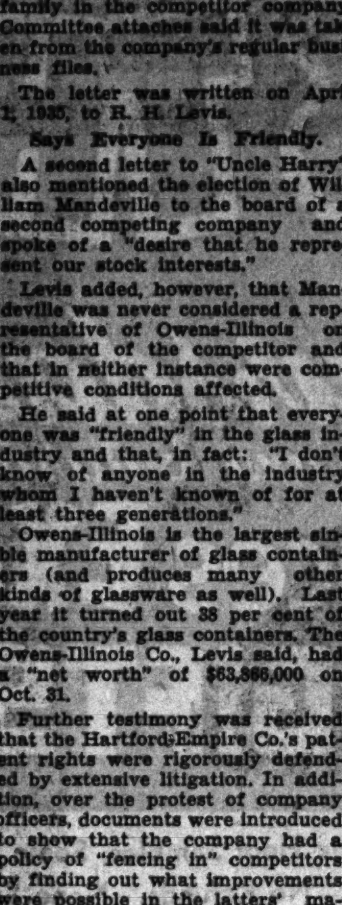 family in the competitor company
Committee attaches said it was tak
en from the company's regular busi
ness files.
The letter was written on Apri
1, 1935, to R. H. Levis.
Says Everyone Is Friendly.
A second letter to "Uncle Harry"
also mentioned the election of Wil
liam Mandeville to the board of a
second competing company and
spoke of a "desire that he repre
sent our stock interests."
Levis added, however, that Man-
deville was never considered a rep-
resentative of Owens-Illinois on
the board of the competitor and
that in neither instance were com-
petitive conditions affected.
He said at one point that every-
one was "friendly" in the glass in-
dustry and that, in fact: "I don't
know of anyone in the industry
whom I haven't known of for at
least three generations."
Owens-Illinois is the largest sin-
ble manufacturer of glass contain-
ers (and produces many other
kinds of glassware as well). Last
year it turned out 38 per cent of
the country's glass containers. The
Owens-Illinois Co., Levis said, had
a "net worth" of $63,866,000 on
Oct. 31.
Further testimony was received
that the Hartford-Empire Co.'s pat-
ent rights were rigorously defend-
ed by extensive litigation. In addi-
tion, over the protest of company
officers, documents were introduced
to show that the company had a
policy of "fencing in" competitors
by finding out what improvements
were possible in the latters' ma-